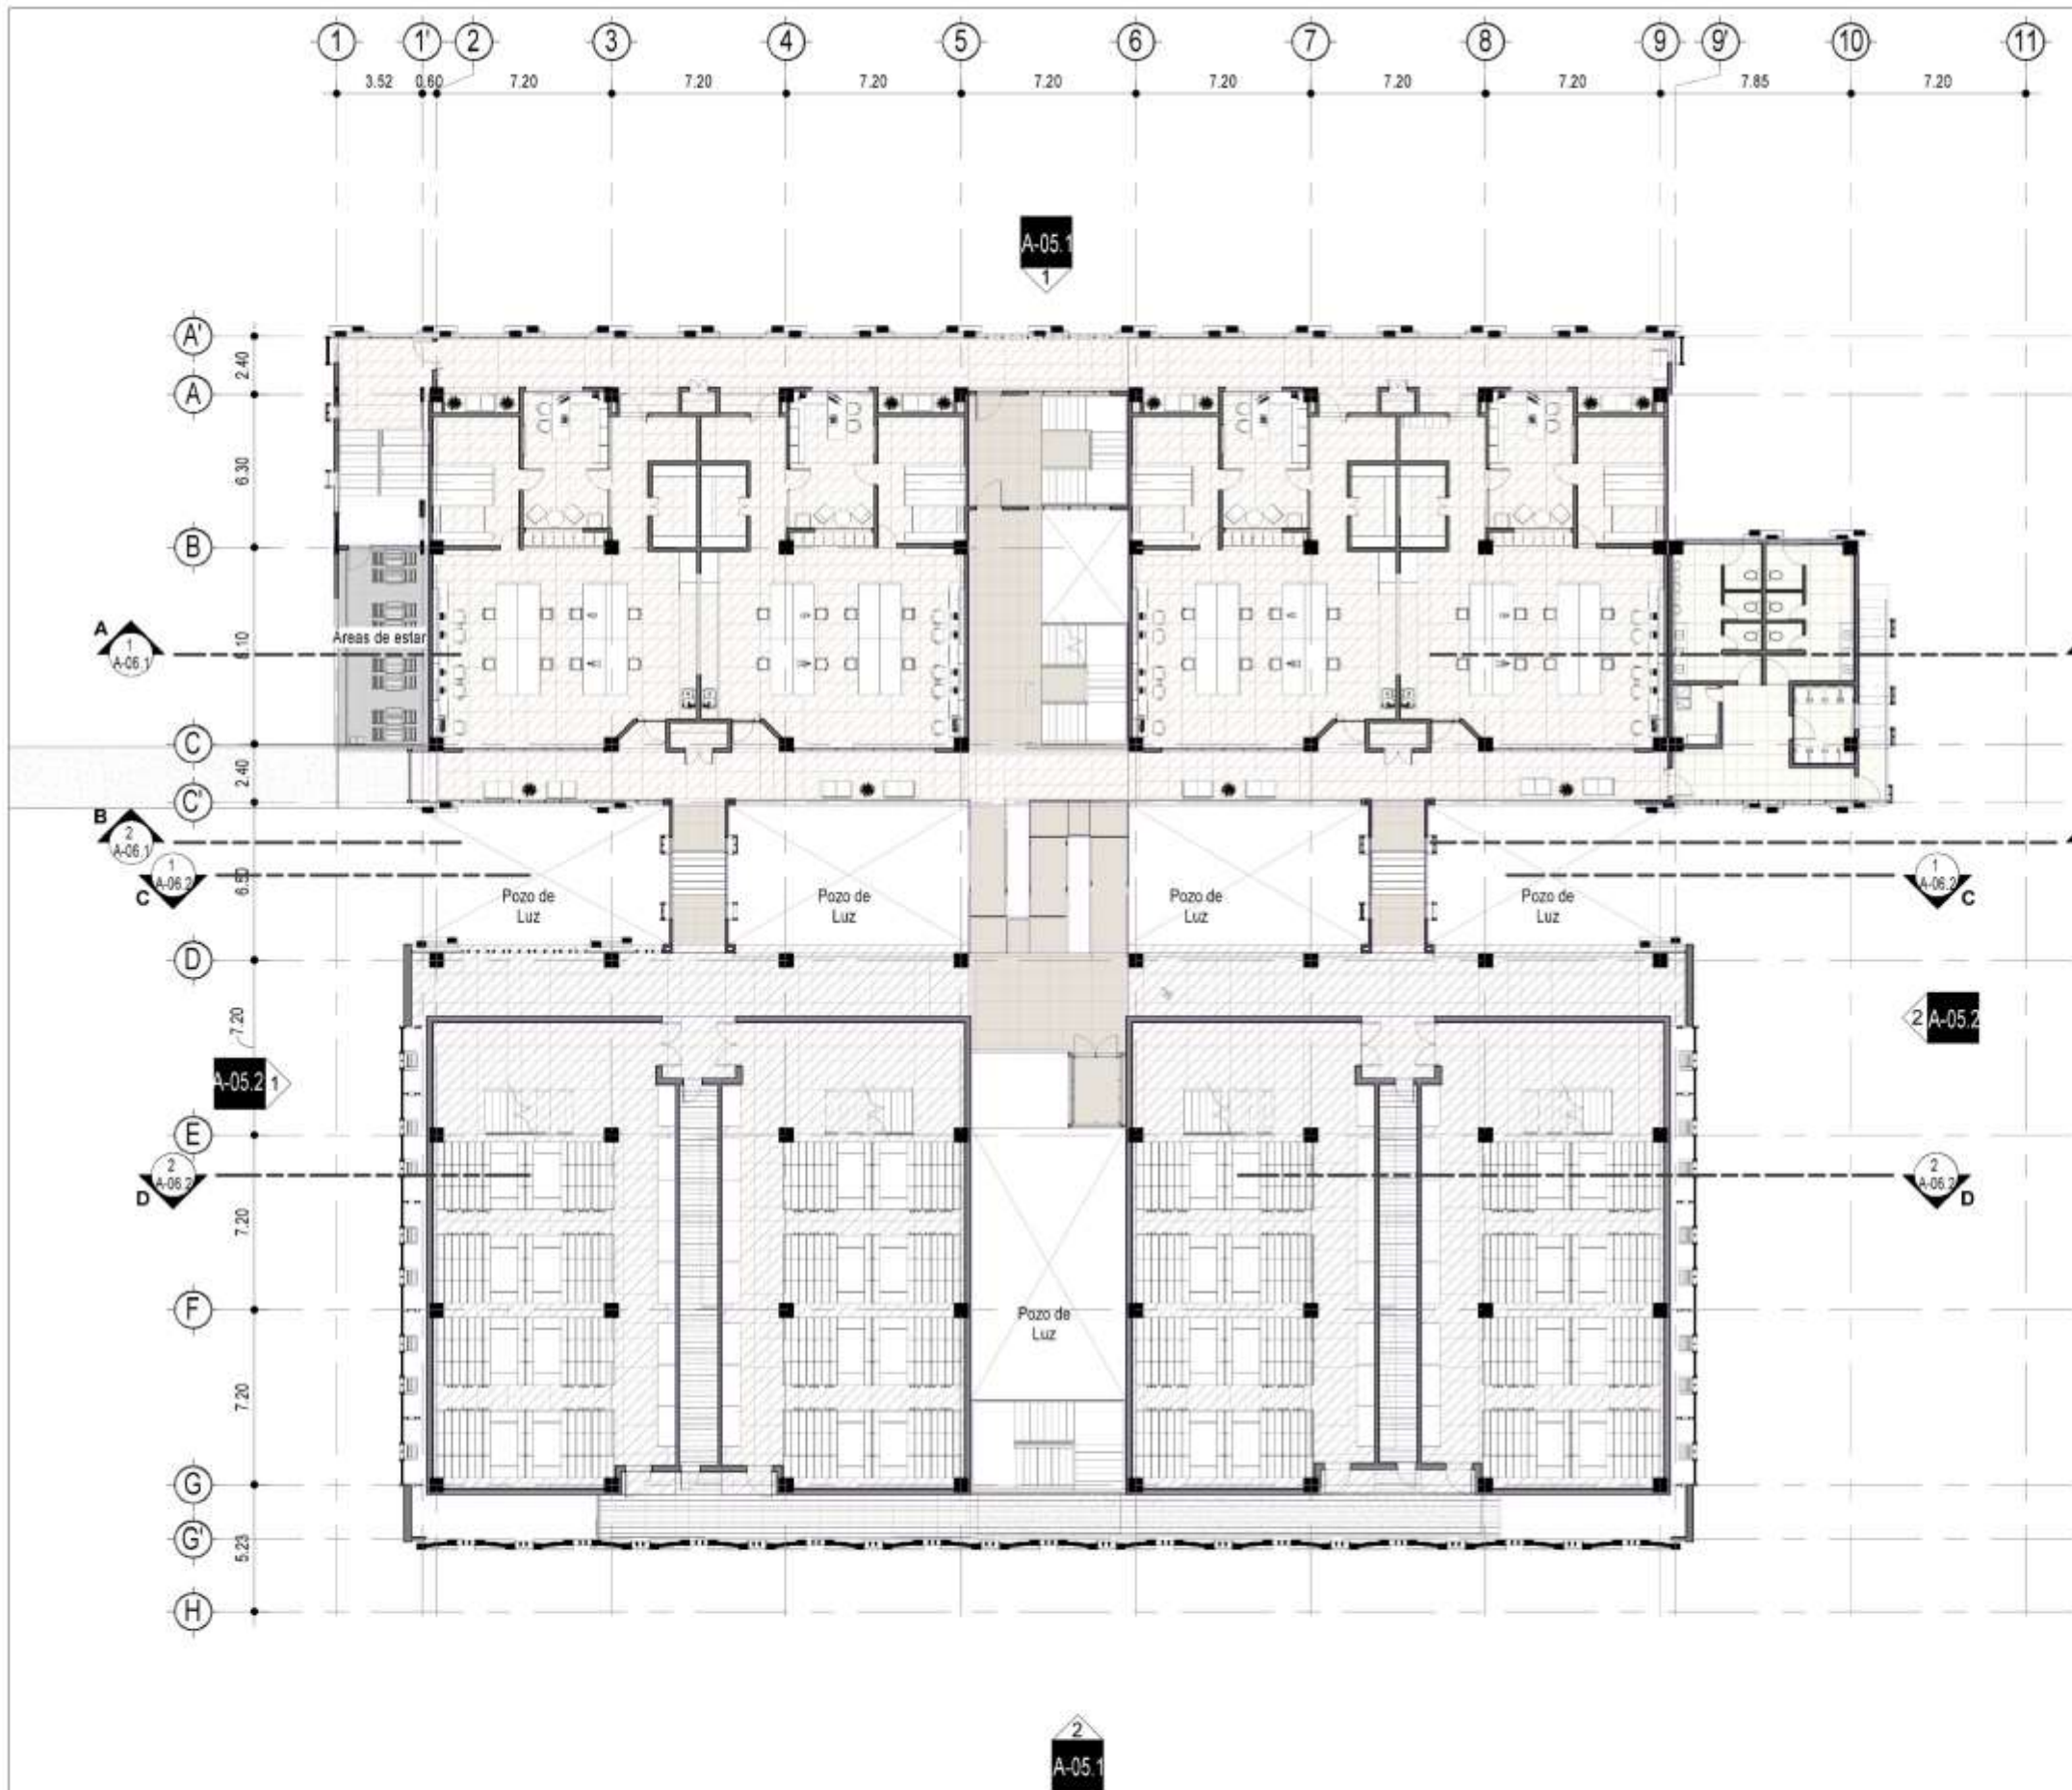 1 1' 2 3 4 5 6 7 8 9 9' 10 11
3.52 0.60 7.20 7.20 7.20 7.20 7.20 7.20 7.20 7.85 7.20
A-05.1
1
A'
2.40
A
6.30
B
A
1
A-06.1
Areas de estar
8.10
C
2.40
C'
B
2
A-06.1
1
A-06.2
C
6.50
Pozo de
Luz
Pozo de
Luz
Pozo de
Luz
Pozo de
Luz
1
A-06.2
C
D
7.20
A-05.2 1
2 A-05.2
E
2
A-06.2
D
2
A-06.2
D
7.20
F
Pozo de
Luz
7.20
G
G'
5.23
H
2
A-05.1